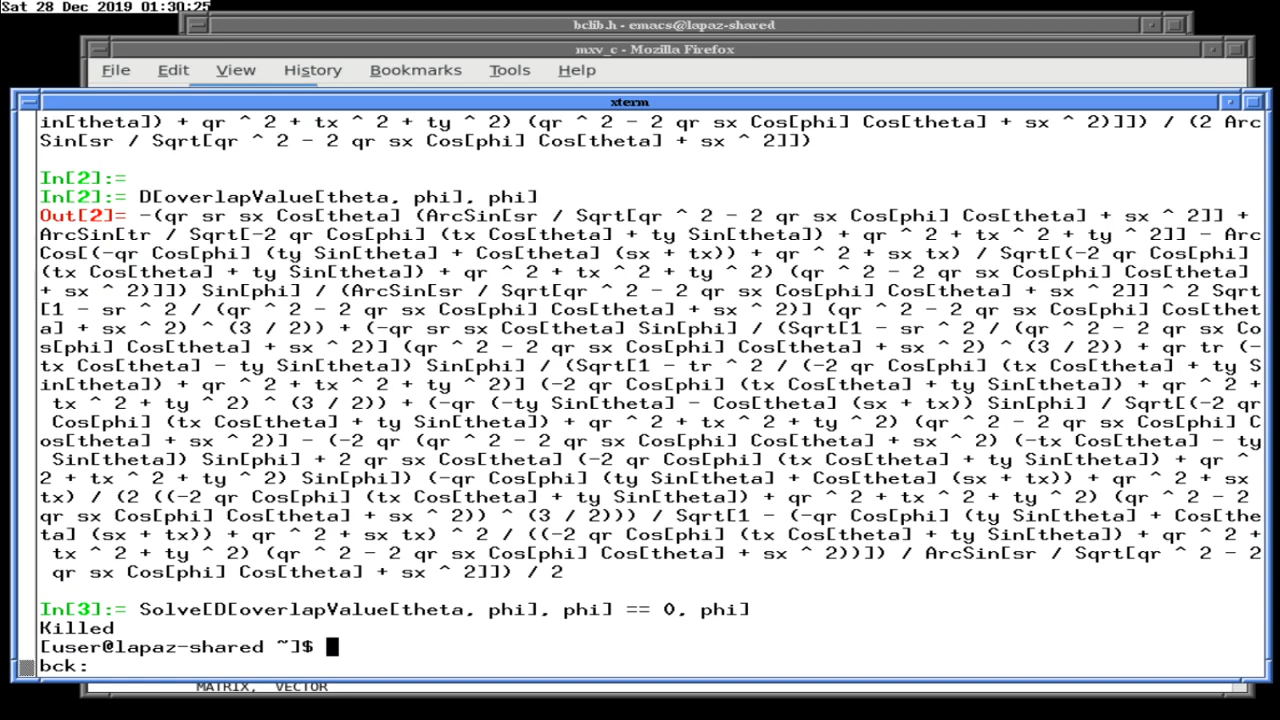 Sat 28 Dec 2019 01:30:25
bclib.h - emacs@lapaz-shared
mxv_c - Mozilla Firefox
File Edit View History Bookmarks Tools Help
xterm
in[theta]) + qr ^ 2 + tx ^ 2 + ty ^ 2) (qr ^ 2 - 2 qr sx Cos[phi] Cos[theta] + sx ^ 2)]]) / (2 Arc
Sin[sr / Sqrt[qr ^ 2 - 2 qr sx Cos[phi] Cos[theta] + sx ^ 2]])
In[2]:=
In[2]:= D[overlapValue[theta, phi], phi]
Out[2]= -(qr sr sx Cos[theta] (ArcSin[sr / Sqrt[qr ^ 2 - 2 qr sx Cos[phi] Cos[theta] + sx ^ 2]] +
ArcSin[tr / Sqrt[-2 qr Cos[phi] (tx Cos[theta] + ty Sin[theta]) + qr ^ 2 + tx ^ 2 + ty ^ 2]] - Arc
Cos[(-qr Cos[phi] (ty Sin[theta] + Cos[theta] (sx + tx)) + qr ^ 2 + sx tx) / Sqrt[(-2 qr Cos[phi]
(tx Cos[theta] + ty Sin[theta]) + qr ^ 2 + tx ^ 2 + ty ^ 2) (qr ^ 2 - 2 qr sx Cos[phi] Cos[theta]
+ sx ^ 2)]]) Sin[phi] / (ArcSin[sr / Sqrt[qr ^ 2 - 2 qr sx Cos[phi] Cos[theta] + sx ^ 2]] ^ 2 Sqrt
[1 - sr ^ 2 / (qr ^ 2 - 2 qr sx Cos[phi] Cos[theta] + sx ^ 2)] (qr ^ 2 - 2 qr sx Cos[phi] Cos[thet
a] + sx ^ 2) ^ (3 / 2)) + (-qr sr sx Cos[theta] Sin[phi] / (Sqrt[1 - sr ^ 2 / (qr ^ 2 - 2 qr sx Co
s[phi] Cos[theta] + sx ^ 2)] (qr ^ 2 - 2 qr sx Cos[phi] Cos[theta] + sx ^ 2) ^ (3 / 2)) + qr tr (-
tx Cos[theta] - ty Sin[theta]) Sin[phi] / (Sqrt[1 - tr ^ 2 / (-2 qr Cos[phi] (tx Cos[theta] + ty S
in[theta]) + qr ^ 2 + tx ^ 2 + ty ^ 2)] (-2 qr Cos[phi] (tx Cos[theta] + ty Sin[theta]) + qr ^ 2 +
tx ^ 2 + ty ^ 2) ^ (3 / 2)) + (-qr (-ty Sin[theta] - Cos[theta] (sx + tx)) Sin[phi] / Sqrt[(-2 qr
Cos[phi] (tx Cos[theta] + ty Sin[theta]) + qr ^ 2 + tx ^ 2 + ty ^ 2) (qr ^ 2 - 2 qr sx Cos[phi] C
os[theta] + sx ^ 2)] - (-2 qr (qr ^ 2 - 2 qr sx Cos[phi] Cos[theta] + sx ^ 2) (-tx Cos[theta] - ty
Sin[theta]) Sin[phi] + 2 qr sx Cos[theta] (-2 qr Cos[phi] (tx Cos[theta] + ty Sin[theta]) + qr ^
2 + tx ^ 2 + ty ^ 2) Sin[phi]) (-qr Cos[phi] (ty Sin[theta] + Cos[theta] (sx + tx)) + qr ^ 2 + sx
tx) / (2 ((-2 qr Cos[phi] (tx Cos[theta] + ty Sin[theta]) + qr ^ 2 + tx ^ 2 + ty ^ 2) (qr ^ 2 - 2
qr sx Cos[phi] Cos[theta] + sx ^ 2)) ^ (3 / 2))) / Sqrt[1 - (-qr Cos[phi] (ty Sin[theta] + Cos[the
ta] (sx + tx)) + qr ^ 2 + sx tx) ^ 2 / ((-2 qr Cos[phi] (tx Cos[theta] + ty Sin[theta]) + qr ^ 2 +
tx ^ 2 + ty ^ 2) (qr ^ 2 - 2 qr sx Cos[phi] Cos[theta] + sx ^ 2))]) / ArcSin[sr / Sqrt[qr ^ 2 - 2
qr sx Cos[phi] Cos[theta] + sx ^ 2]]) / 2
In[3]:= Solve[D[overlapValue[theta, phi], phi] == 0, phi]
Killed
[user@lapaz-shared ~]$
bck:
MATRIX, VECTOR